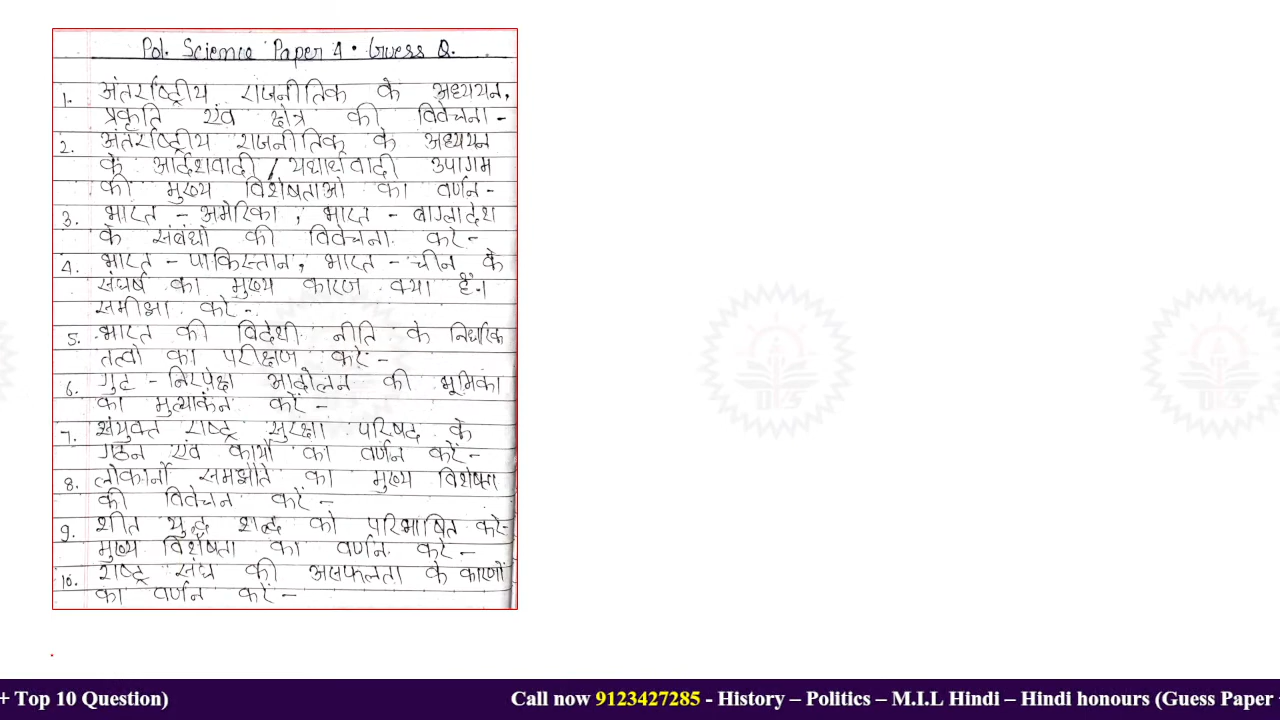 Pol. Science Paper 4 • Guess Q.
1. अंतर्राष्ट्रीय राजनीतिक के अध्ययन,
प्रकृति एंव क्षेत्र की विवेचना -
2. अंतर्राष्ट्रीय राजनीतिक के अध्ययन
के आर्दशवादी / यथार्थवादी उपागम
की मुख्य विशेषताओ का वर्णन -
3. भारत - अमेरिका , भारत - बाग्लादेश
के संबंधो की विवेचना करे -
4. भारत - पाकिस्तान, भारत - चीन के
संघर्ष का मुख्य कारण क्या है।
समीझा करे -
5. भारत की विदेशी नीति के निर्धारक
तत्वो का परीक्षण करें -
6. गुट - निरपेक्ष आंदोलन की भूमिका
का मुल्यांकन करें -
7. संयुक्त राष्ट्र सुरक्षा परिषद के
गठन एंव कार्यो का वर्णन करें -
8. लोकार्नो समझौते का मुख्य विशेषता
की विवेचन करें -
9. शीत युद्ध शब्द को परिभाषित करे -
मुख्य विशेषता का वर्णन करे -
10. राष्ट्र संघ की असफलता के कारणों
का वर्णन करें -
+ Top 10 Question) Call now 9123427285 - History – Politics – M.I.L Hindi – Hindi honours (Guess Paper